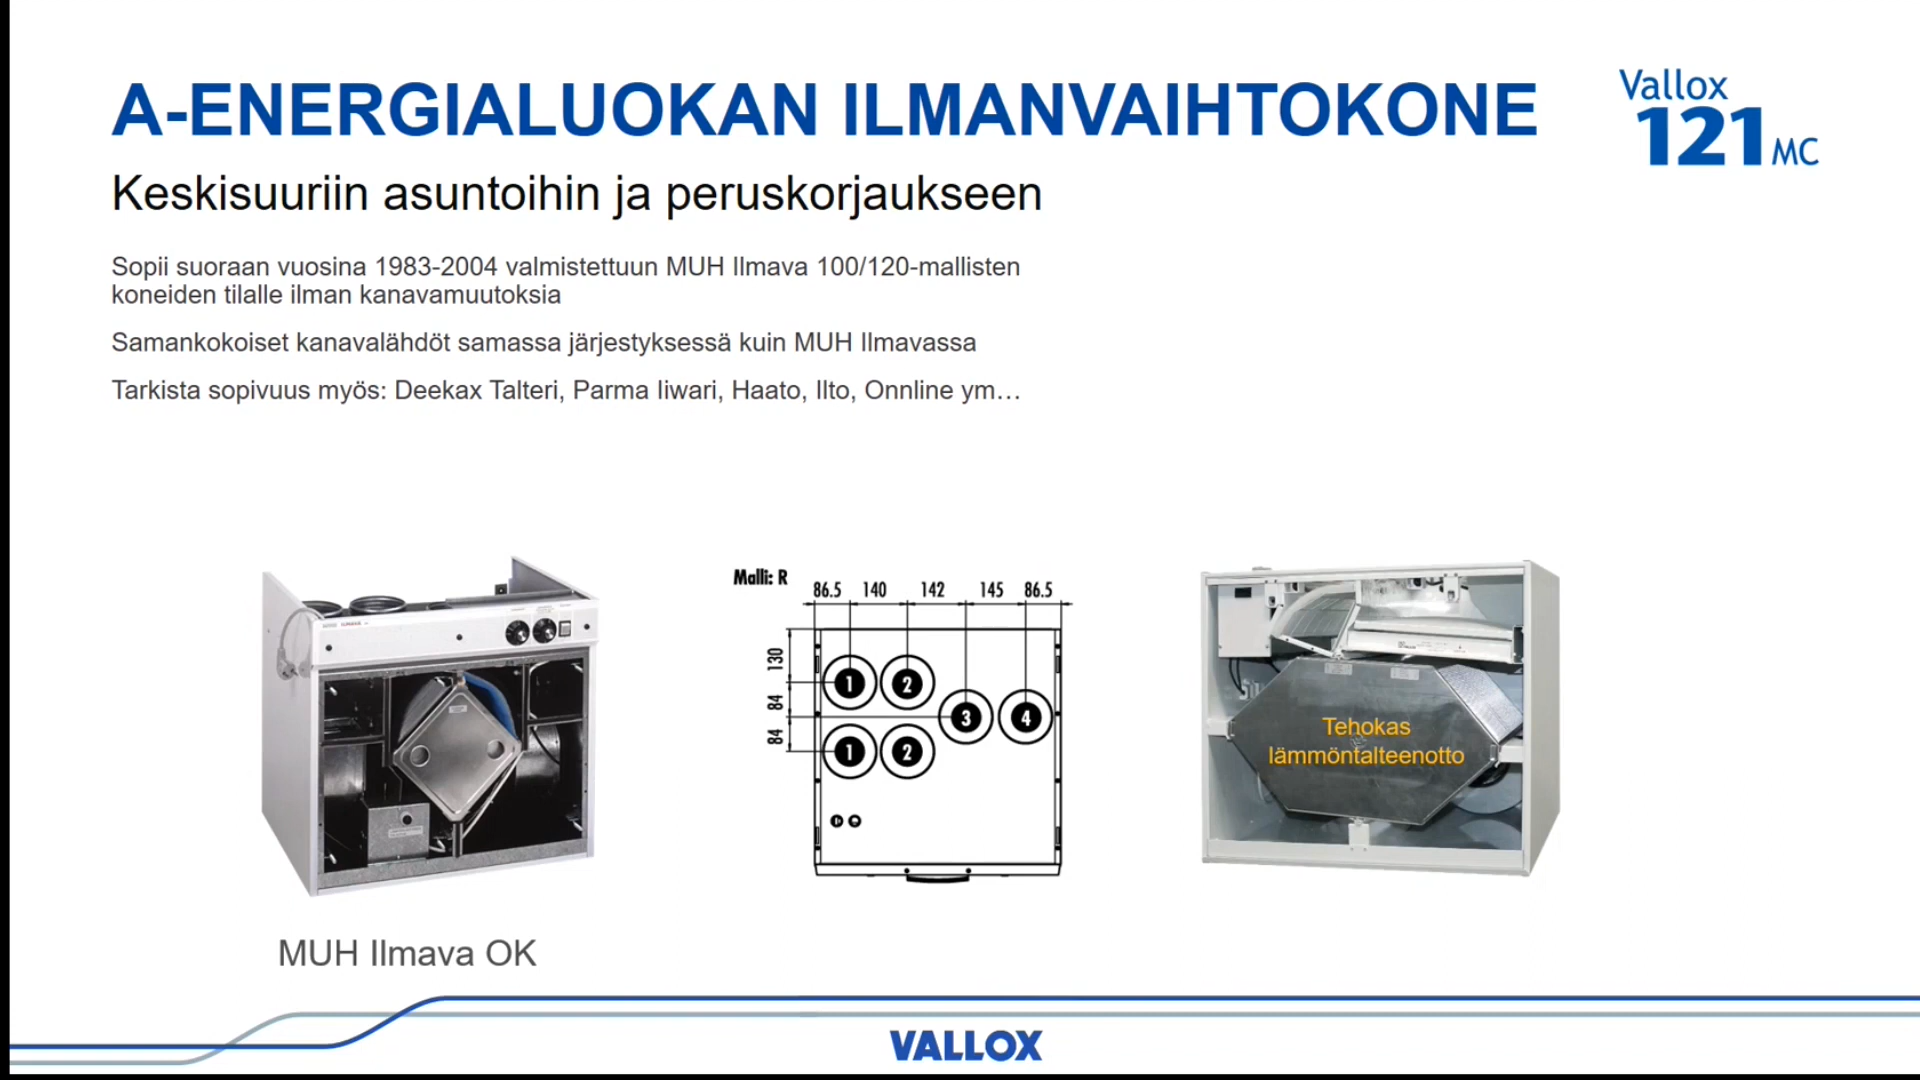 A-ENERGIALUOKAN ILMANVAIHTOKONE
Vallox
121 MC
Keskisuuriin asuntoihin ja peruskorjaukseen
Sopii suoraan vuosina 1983-2004 valmistettuun MUH Ilmava 100/120-mallisten
koneiden tilalle ilman kanavamuutoksia
Samankokoiset kanavalähdöt samassa järjestyksessä kuin MUH Ilmavassa
Tarkista sopivuus myös: Deekax Talteri, Parma Iiwari, Haato, Ilto, Onnline ym…
Malli: R
86.5 140 142 145 86.5
130
84
84
1 2
3 4
1 2
Tehokas
lämmöntalteenotto
MUH Ilmava OK
VALLOX